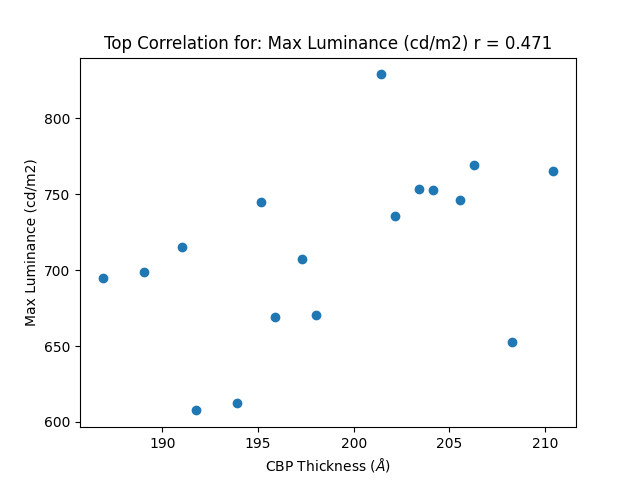 Top Correlation for: Max Luminance (cd/m2) r = 0.471
800
750
700
650
600
Max Luminance (cd/m2)
190 195 200 205 210
CBP Thickness (Å)